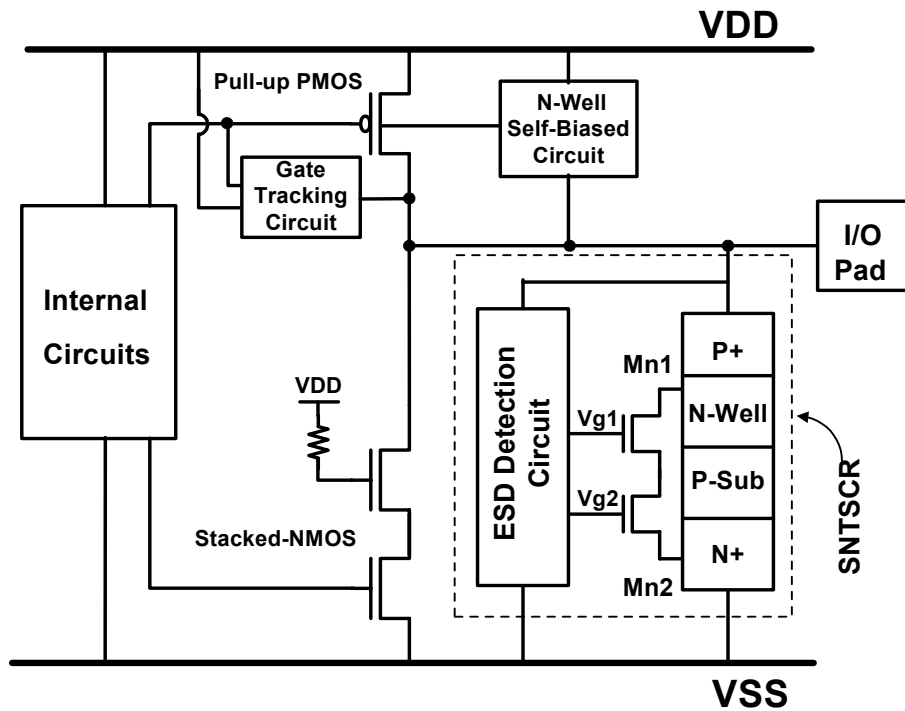 VDD
Pull-up PMOS
N-Well
Self-Biased
Circuit
Gate
Tracking
Circuit
I/O
Pad
Internal
Circuits
VDD
Stacked-NMOS
ESD Detection
Circuit
Mn1
Vg1
Vg2
Mn2
P+
N-Well
P-Sub
N+
SNTSCR
VSS